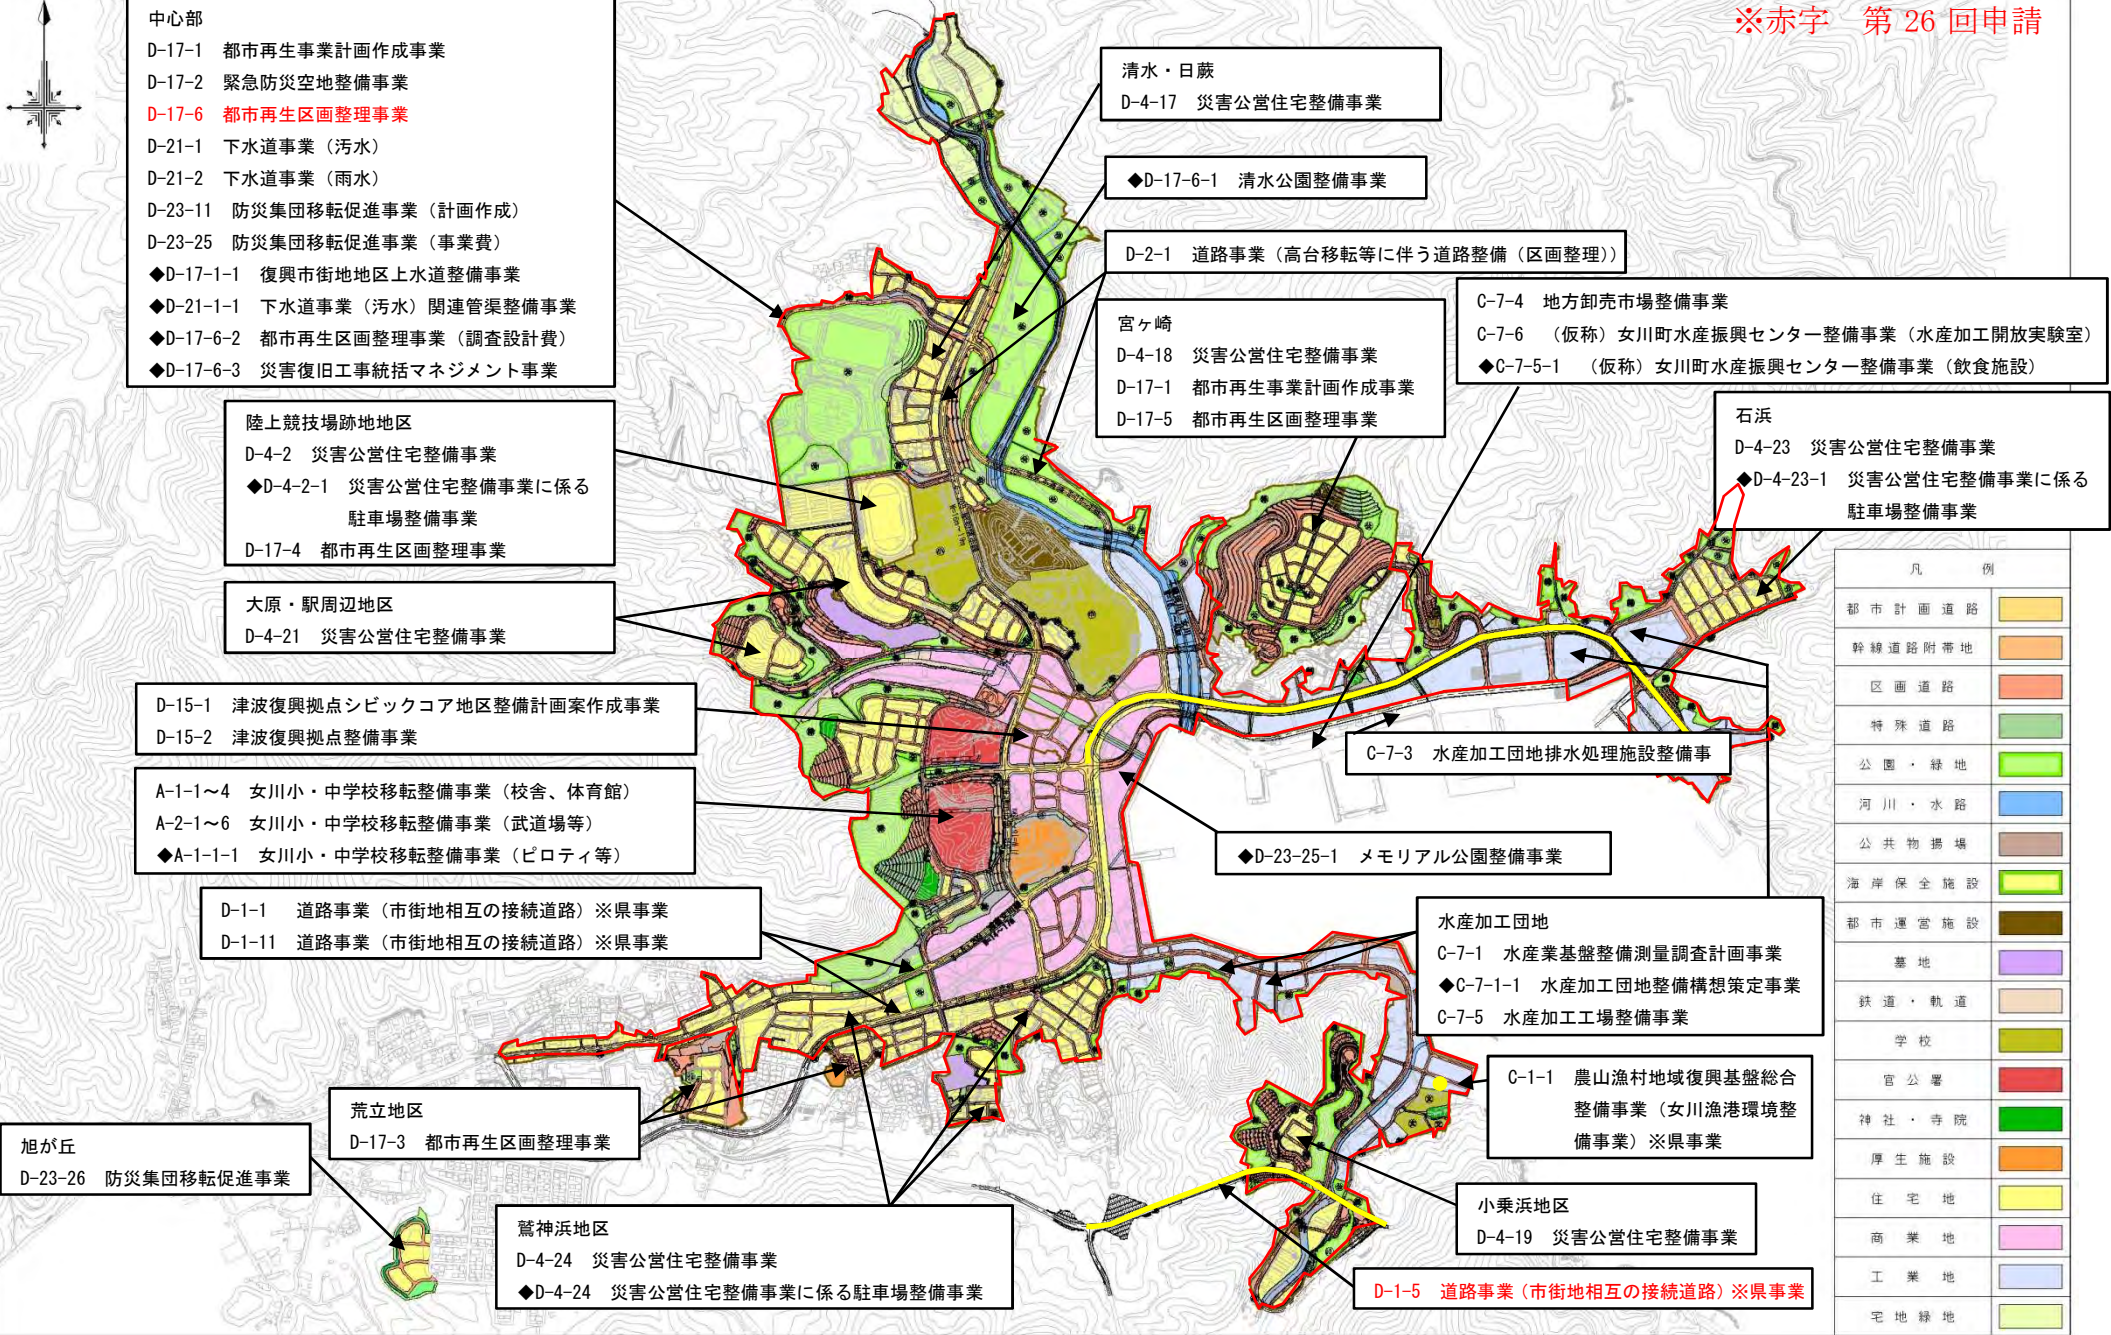 ※赤字　第 26 回申請
中心部
D-17-1　都市再生事業計画作成事業
D-17-2　緊急防災空地整備事業
D-17-6　都市再生区画整理事業
D-21-1　下水道事業（汚水）
D-21-2　下水道事業（雨水）
D-23-11　防災集団移転促進事業（計画作成）
D-23-25　防災集団移転促進事業（事業費）
◆D-17-1-1　復興市街地地区上水道整備事業
◆D-21-1-1　下水道事業（汚水）関連管渠整備事業
◆D-17-6-2　都市再生区画整理事業（調査設計費）
◆D-17-6-3　災害復旧工事統括マネジメント事業
清水・日蕨
D-4-17　災害公営住宅整備事業
◆D-17-6-1　清水公園整備事業
D-2-1　道路事業（高台移転等に伴う道路整備（区画整理））
宮ヶ崎
D-4-18　災害公営住宅整備事業
D-17-1　都市再生事業計画作成事業
D-17-5　都市再生区画整理事業
C-7-4　地方卸売市場整備事業
C-7-6　（仮称）女川町水産振興センター整備事業（水産加工開放実験室）
◆C-7-5-1　（仮称）女川町水産振興センター整備事業（飲食施設）
石浜
D-4-23　災害公営住宅整備事業
◆D-4-23-1　災害公営住宅整備事業に係る
駐車場整備事業
陸上競技場跡地地区
D-4-2　災害公営住宅整備事業
◆D-4-2-1　災害公営住宅整備事業に係る
駐車場整備事業
D-17-4　都市再生区画整理事業
大原・駅周辺地区
D-4-21　災害公営住宅整備事業
D-15-1　津波復興拠点シビックコア地区整備計画案作成事業
D-15-2　津波復興拠点整備事業
C-7-3　水産加工団地排水処理施設整備事
A-1-1～4　女川小・中学校移転整備事業（校舎、体育館）
A-2-1～6　女川小・中学校移転整備事業（武道場等）
◆A-1-1-1　女川小・中学校移転整備事業（ピロティ等）
◆D-23-25-1　メモリアル公園整備事業
D-1-1　道路事業（市街地相互の接続道路）※県事業
D-1-11　道路事業（市街地相互の接続道路）※県事業
水産加工団地
C-7-1　水産業基盤整備測量調査計画事業
◆C-7-1-1　水産加工団地整備構想策定事業
C-7-5　水産加工工場整備事業
C-1-1　農山漁村地域復興基盤総合
整備事業（女川漁港環境整
備事業）※県事業
荒立地区
D-17-3　都市再生区画整理事業
旭が丘
D-23-26　防災集団移転促進事業
鷲神浜地区
D-4-24　災害公営住宅整備事業
◆D-4-24　災害公営住宅整備事業に係る駐車場整備事業
小乗浜地区
D-4-19　災害公営住宅整備事業
D-1-5　道路事業（市街地相互の接続道路）※県事業
凡　例
都市計画道路
幹線道路附帯地
区画道路
特殊道路
公園・緑地
河川・水路
公共物揚場
海岸保全施設
都市運営施設
墓地
鉄道・軌道
学校
官公署
神社・寺院
厚生施設
住宅地
商業地
工業地
宅地緑地